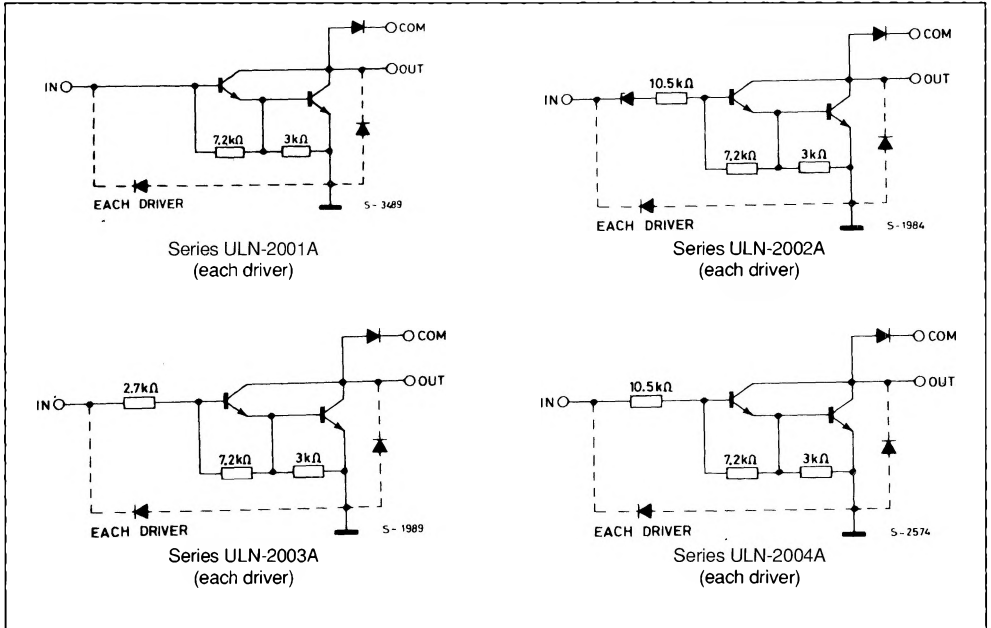 COM
OUT
IN
7.2kΩ
3kΩ
EACH DRIVER
S-3489
Series ULN-2001A
(each driver)
COM
OUT
10.5kΩ
IN
7.2kΩ
3kΩ
EACH DRIVER
S-1984
Series ULN-2002A
(each driver)
COM
OUT
2.7kΩ
IN
7.2kΩ
3kΩ
EACH DRIVER
S-1989
Series ULN-2003A
(each driver)
COM
OUT
10.5kΩ
IN
7.2kΩ
3kΩ
EACH DRIVER
S-2574
Series ULN-2004A
(each driver)